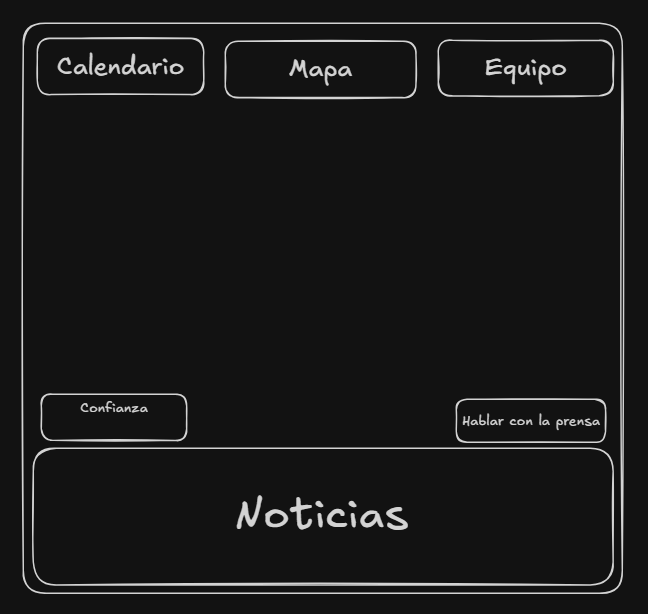 Calendario
Mapa
Equipo
Confianza
Hablar con la prensa
Noticias